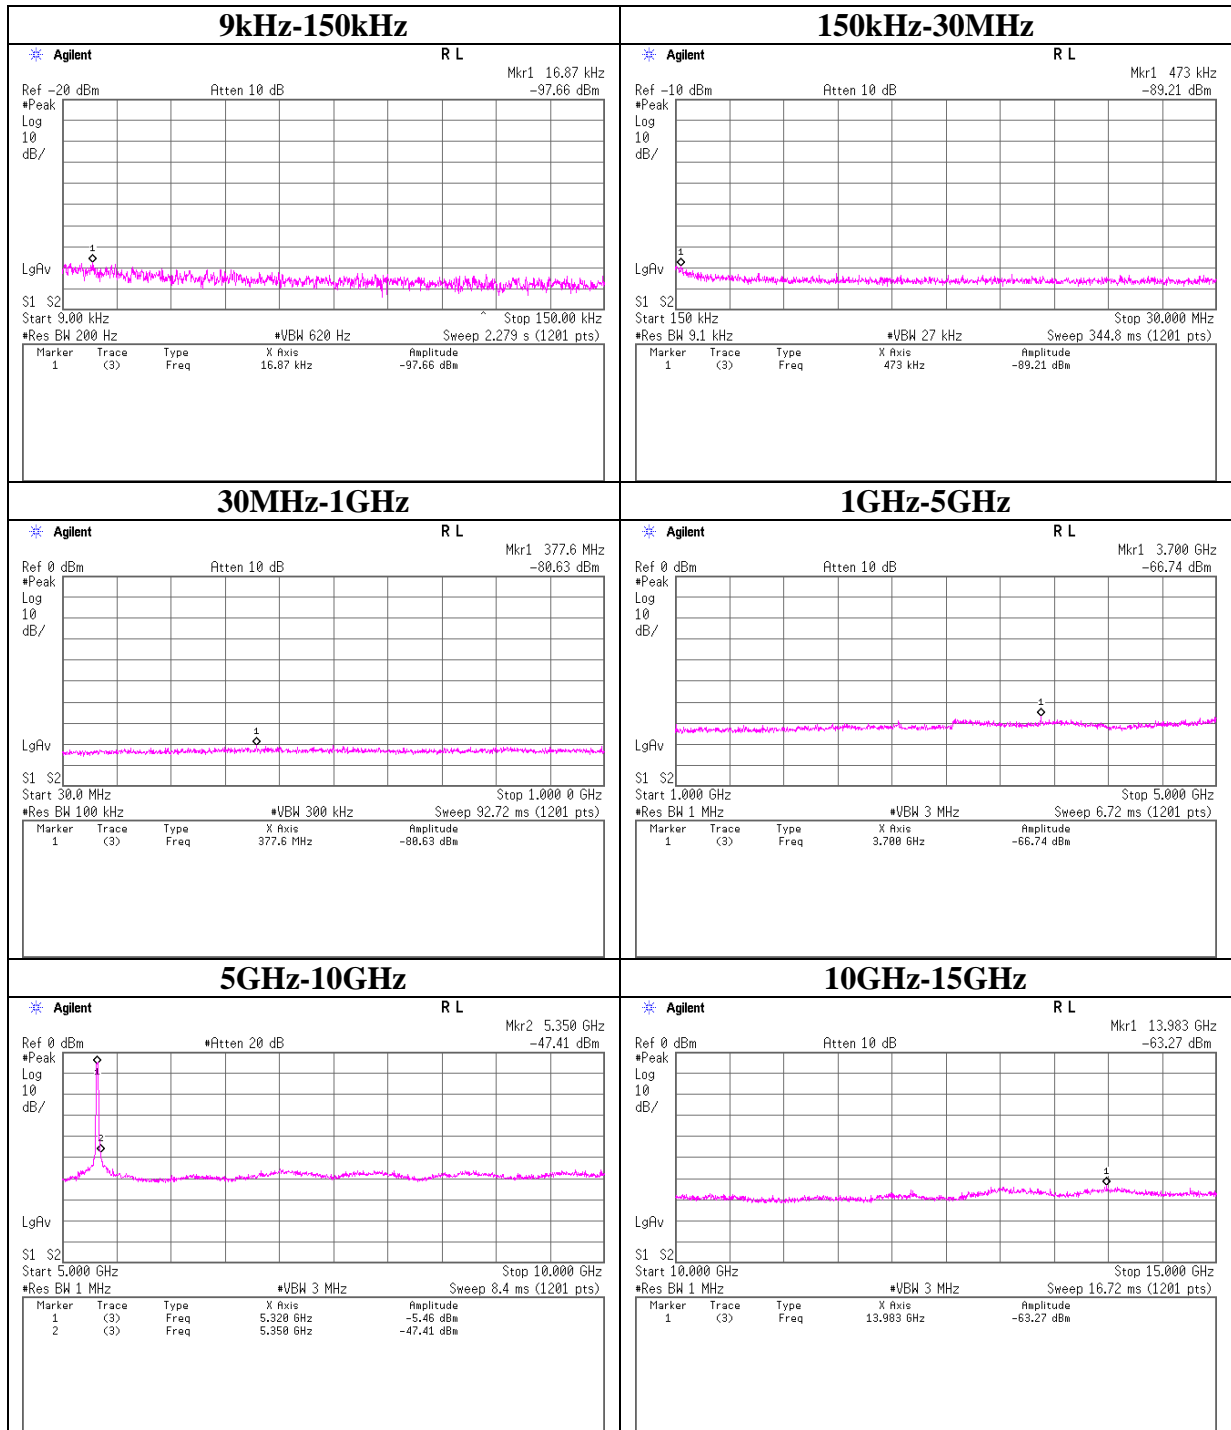 9kHz-150kHz
Agilent R L
Mkr1 16.87 kHz
Ref -20 dBm Atten 10 dB -97.66 dBm
#Peak
Log
10
dB/
1
LgAv
S1 S2
Start 9.00 kHz ^ Stop 150.00 kHz
#Res BW 200 Hz #VBW 620 Hz Sweep 2.279 s (1201 pts)
Marker Trace Type X Axis Amplitude
1 (3) Freq 16.87 kHz -97.66 dBm
150kHz-30MHz
Agilent R L
Mkr1 473 kHz
Ref -10 dBm Atten 10 dB -89.21 dBm
#Peak
Log
10
dB/
1
LgAv
S1 S2
Start 150 kHz Stop 30.000 MHz
#Res BW 9.1 kHz #VBW 27 kHz Sweep 344.8 ms (1201 pts)
Marker Trace Type X Axis Amplitude
1 (3) Freq 473 kHz -89.21 dBm
30MHz-1GHz
Agilent R L
Mkr1 377.6 MHz
Ref 0 dBm Atten 10 dB -80.63 dBm
#Peak
Log
10
dB/
1
LgAv
S1 S2
Start 30.0 MHz Stop 1.000 0 GHz
#Res BW 100 kHz #VBW 300 kHz Sweep 92.72 ms (1201 pts)
Marker Trace Type X Axis Amplitude
1 (3) Freq 377.6 MHz -80.63 dBm
1GHz-5GHz
Agilent R L
Mkr1 3.700 GHz
Ref 0 dBm Atten 10 dB -66.74 dBm
#Peak
Log
10
dB/
1
LgAv
S1 S2
Start 1.000 GHz Stop 5.000 GHz
#Res BW 1 MHz #VBW 3 MHz Sweep 6.72 ms (1201 pts)
Marker Trace Type X Axis Amplitude
1 (3) Freq 3.700 GHz -66.74 dBm
5GHz-10GHz
Agilent R L
Mkr2 5.350 GHz
Ref 0 dBm #Atten 20 dB -47.41 dBm
#Peak
Log
10
dB/
1
2
LgAv
S1 S2
Start 5.000 GHz Stop 10.000 GHz
#Res BW 1 MHz #VBW 3 MHz Sweep 8.4 ms (1201 pts)
Marker Trace Type X Axis Amplitude
1 (3) Freq 5.320 GHz -5.46 dBm
2 (3) Freq 5.350 GHz -47.41 dBm
10GHz-15GHz
Agilent R L
Mkr1 13.983 GHz
Ref 0 dBm Atten 10 dB -63.27 dBm
#Peak
Log
10
dB/
1
LgAv
S1 S2
Start 10.000 GHz Stop 15.000 GHz
#Res BW 1 MHz #VBW 3 MHz Sweep 16.72 ms (1201 pts)
Marker Trace Type X Axis Amplitude
1 (3) Freq 13.983 GHz -63.27 dBm